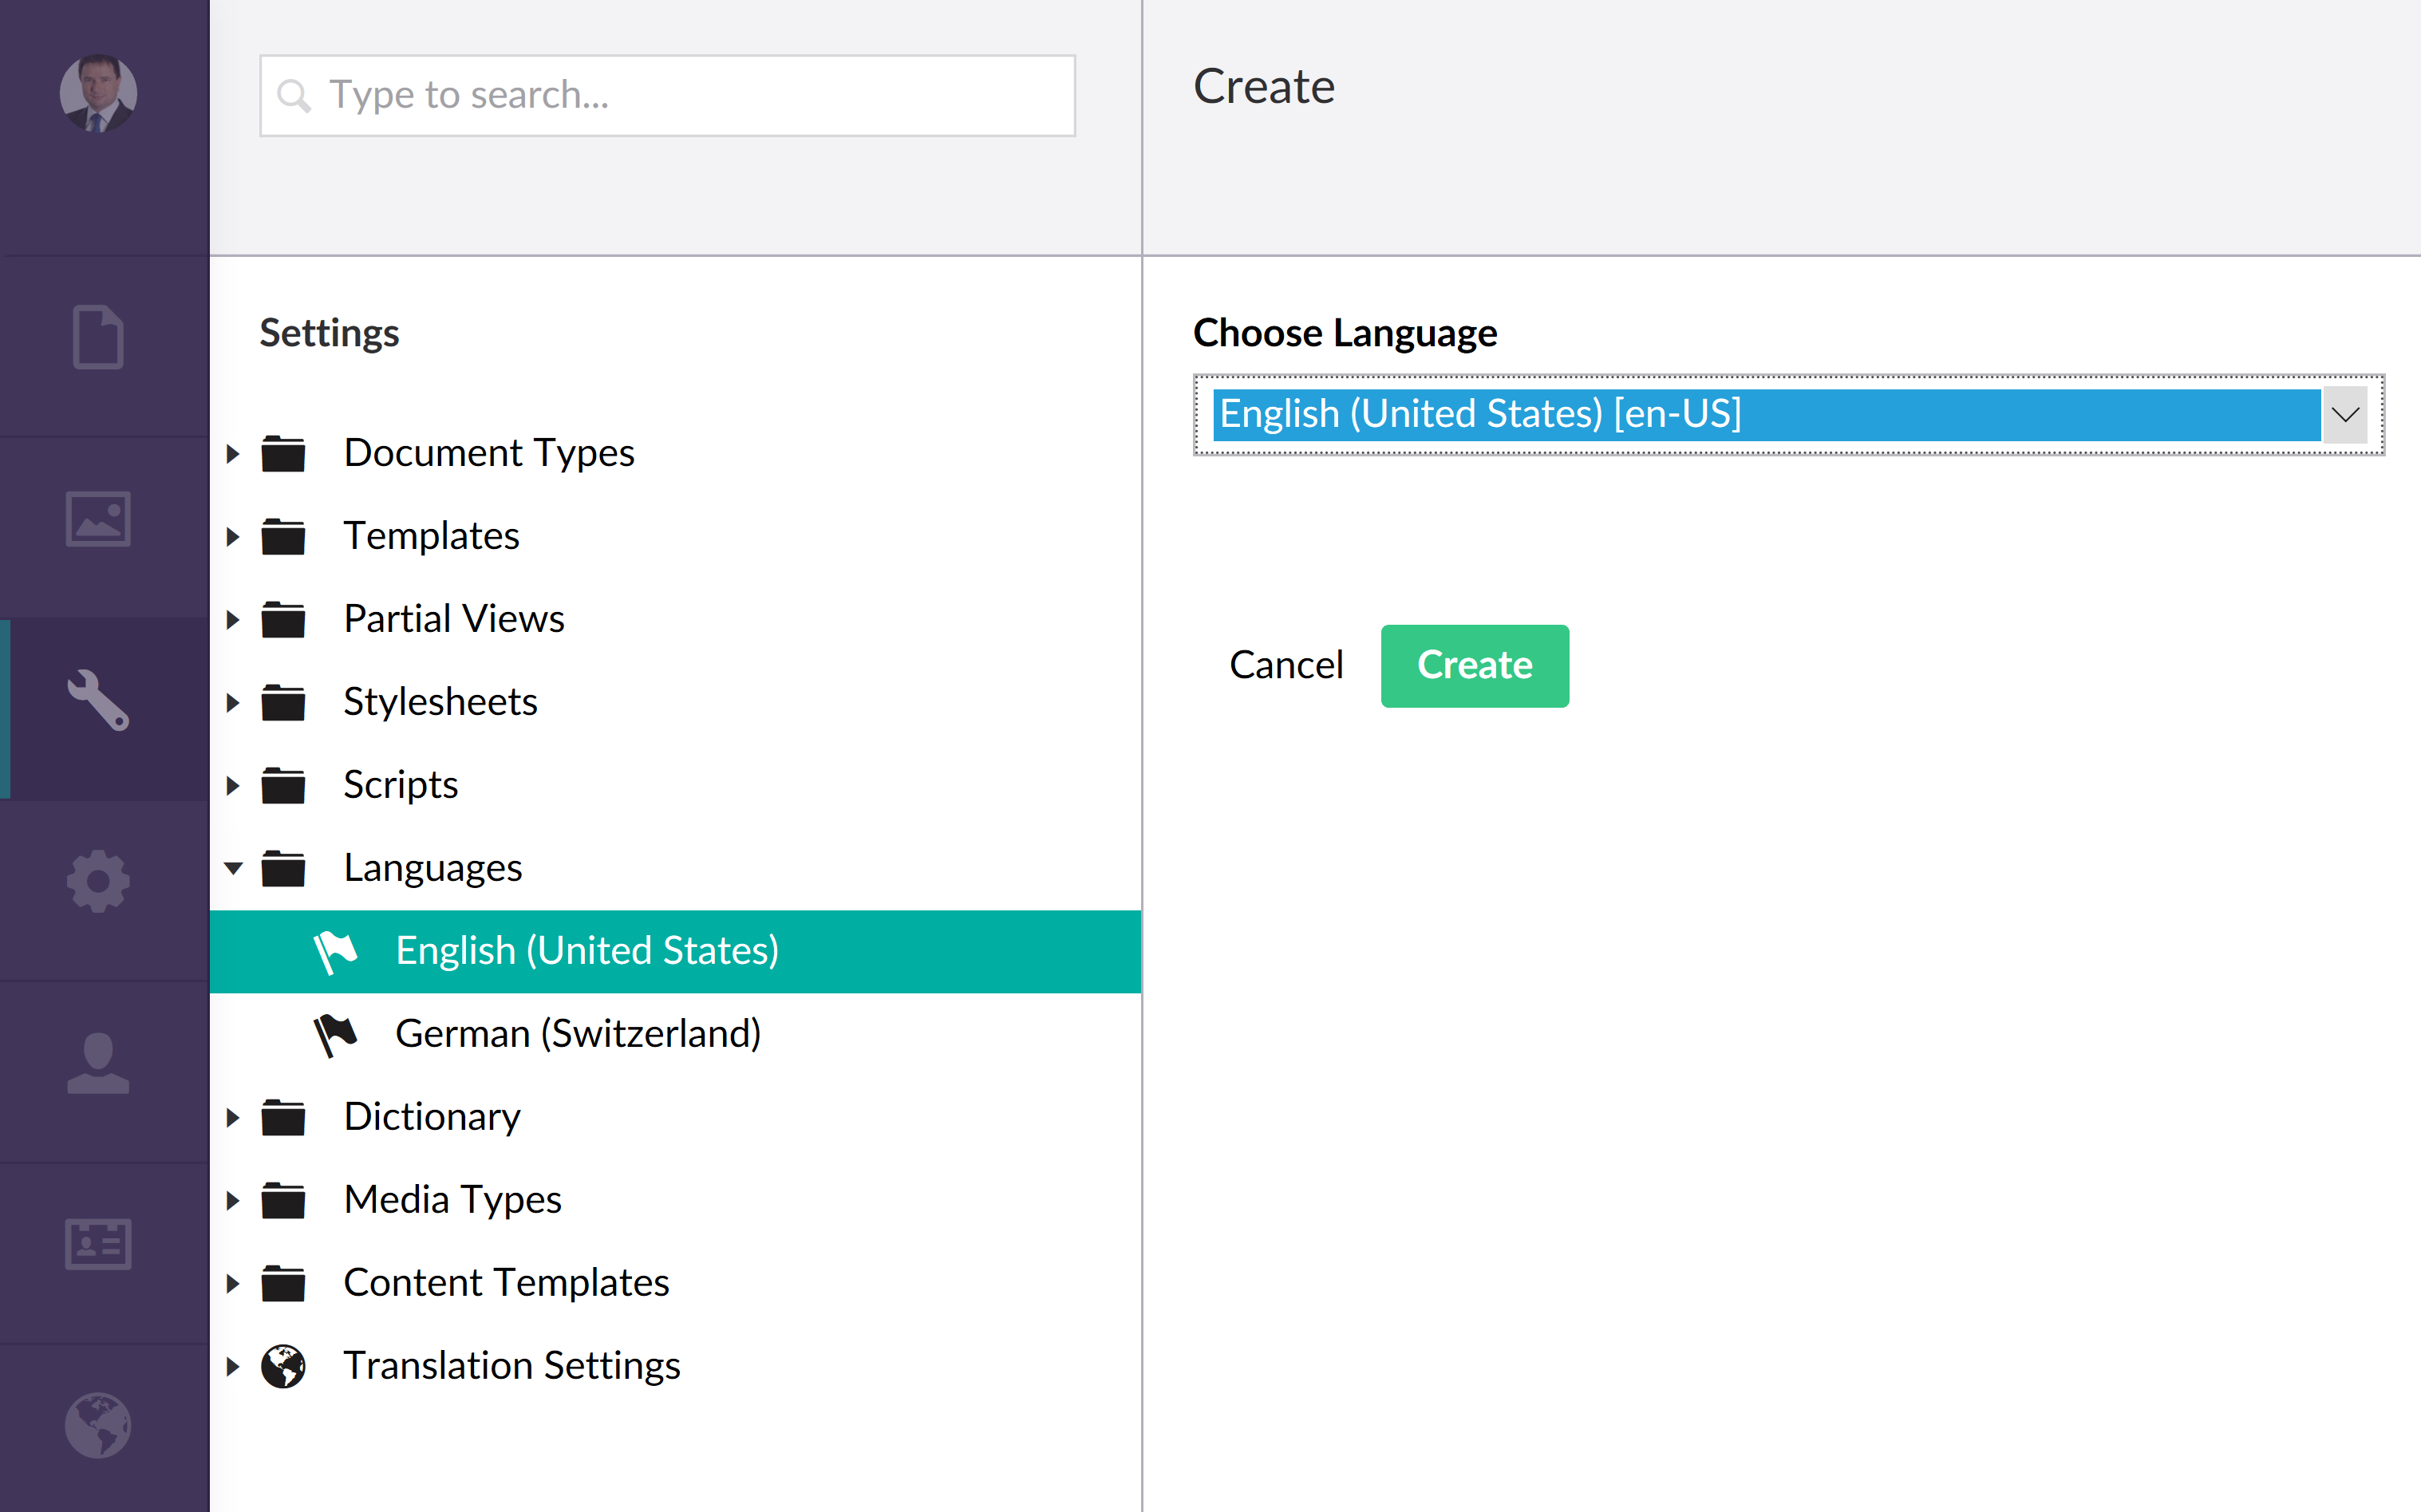 Type to search...
Create
Settings
Document Types
Templates
Partial Views
Stylesheets
Scripts
Languages
English (United States)
German (Switzerland)
Dictionary
Media Types
Content Templates
Translation Settings
Choose Language
English (United States) [en-US]
Cancel
Create